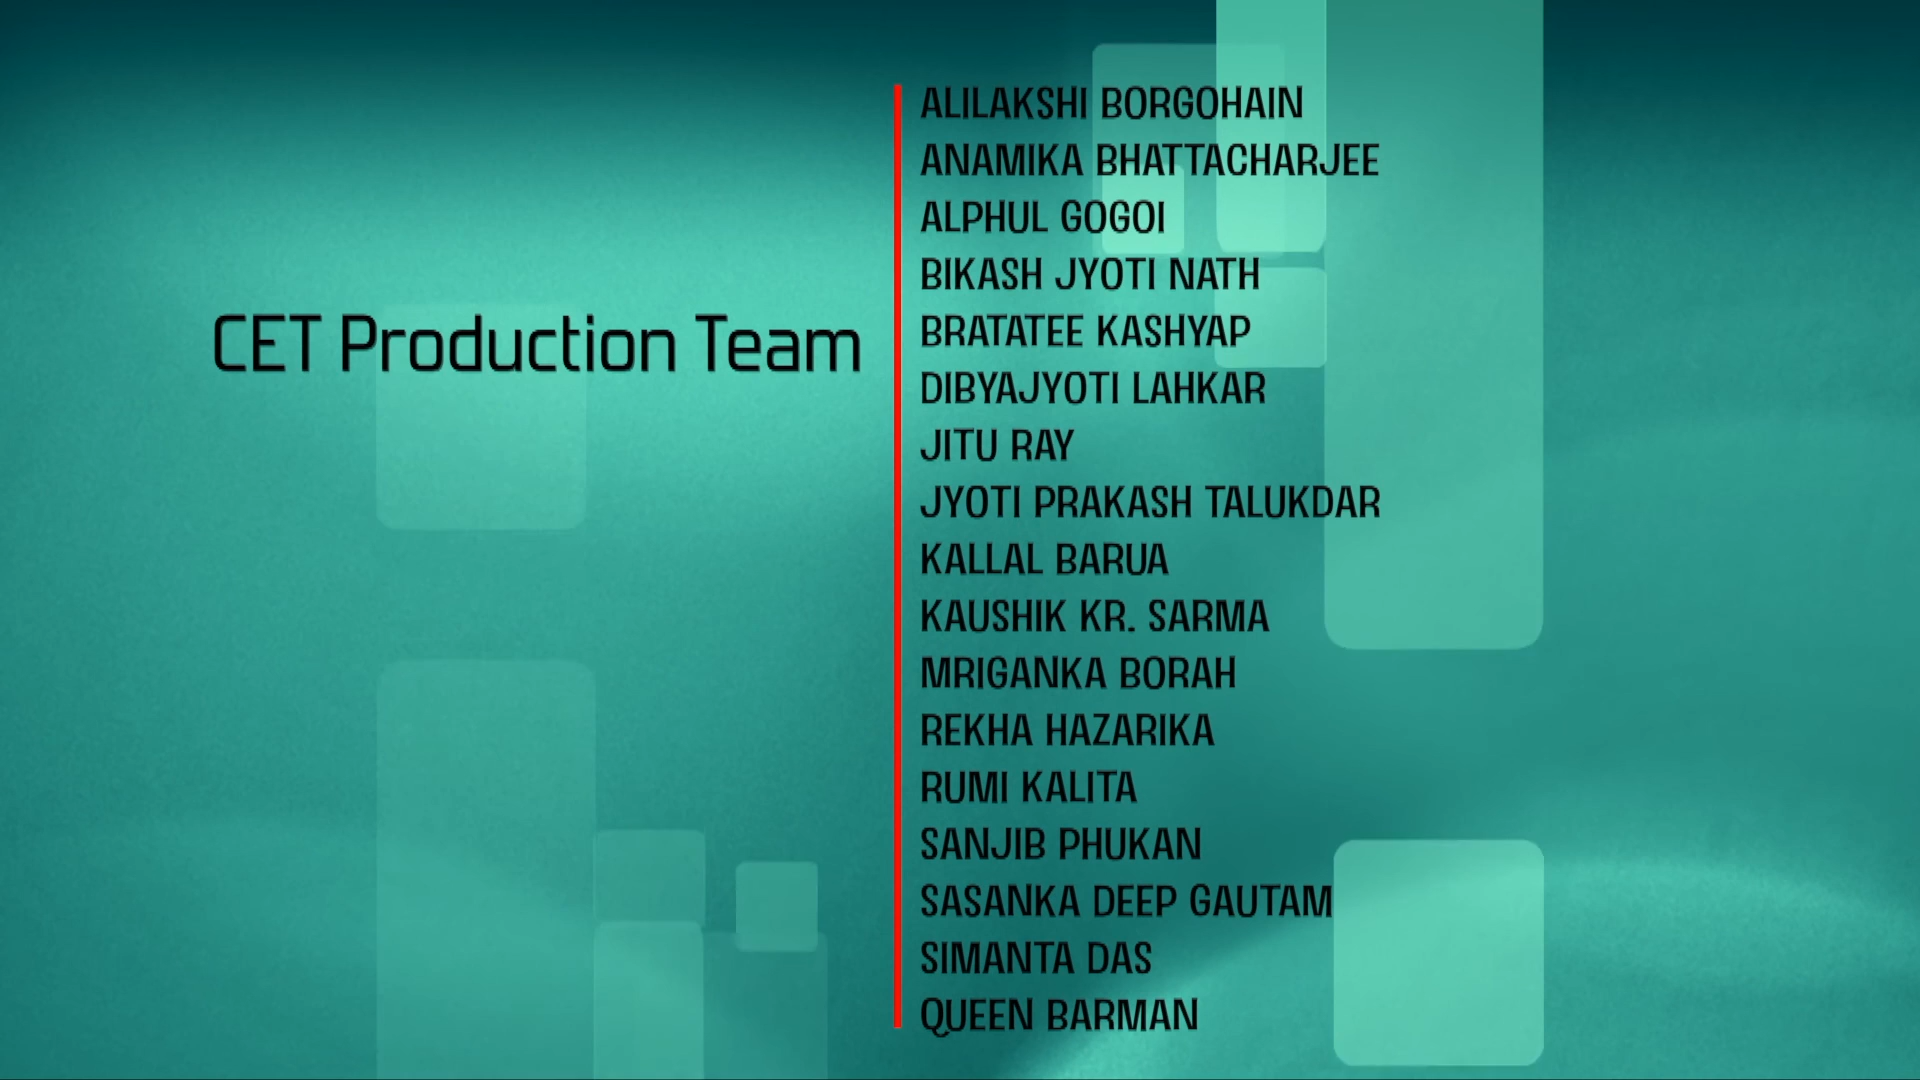 CET Production Team
ALILAKSHI BORGOHAIN
ANAMIKA BHATTACHARJEE
ALPHUL GOGOI
BIKASH JYOTI NATH
BRATATEE KASHYAP
DIBYAJYOTI LAHKAR
JITU RAY
JYOTI PRAKASH TALUKDAR
KALLAL BARUA
KAUSHIK KR. SARMA
MRIGANKA BORAH
REKHA HAZARIKA
RUMI KALITA
SANJIB PHUKAN
SASANKA DEEP GAUTAM
SIMANTA DAS
QUEEN BARMAN